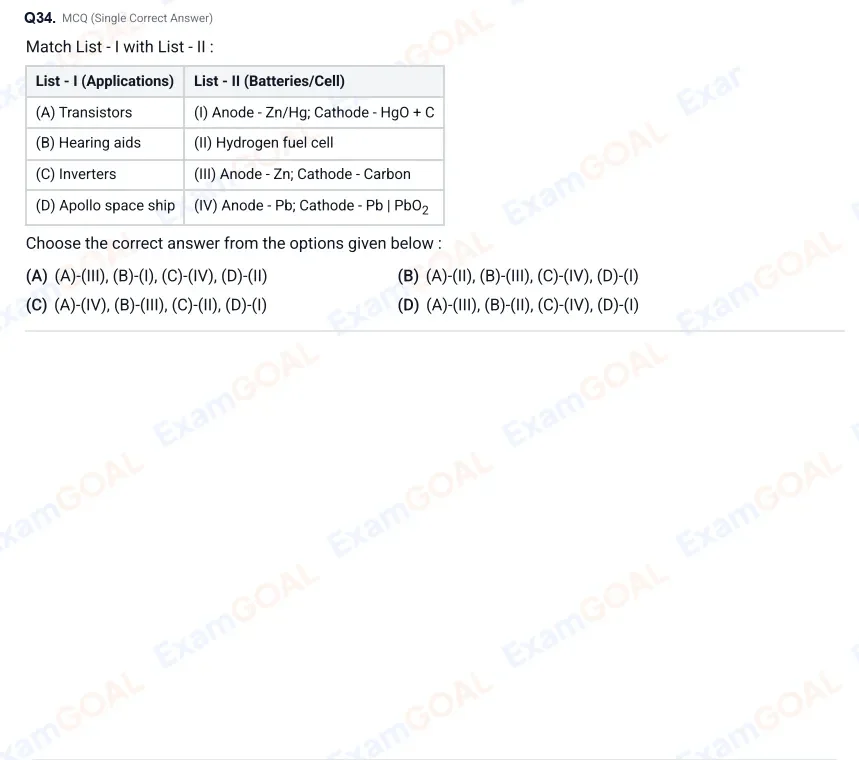 Q34. MCQ (Single Correct Answer)
Match List - I with List - II :
List - I (Applications) List - II (Batteries/Cell)
(A) Transistors (I) Anode - Zn/Hg; Cathode - HgO + C
(B) Hearing aids (II) Hydrogen fuel cell
(C) Inverters (III) Anode - Zn; Cathode - Carbon
(D) Apollo space ship (IV) Anode - Pb; Cathode - Pb | PbO₂
Choose the correct answer from the options given below :
(A) (A)-(III), (B)-(I), (C)-(IV), (D)-(II) (B) (A)-(II), (B)-(III), (C)-(IV), (D)-(I)
(C) (A)-(IV), (B)-(III), (C)-(II), (D)-(I) (D) (A)-(III), (B)-(II), (C)-(IV), (D)-(I)
ExamGOAL